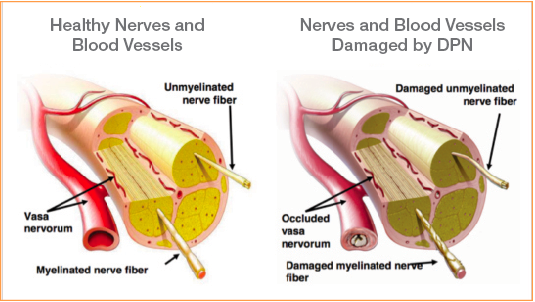 Healthy Nerves and
Blood Vessels
Unmyelinated
nerve fiber
Vasa
nervorum
Myelinated nerve fiber
Nerves and Blood Vessels
Damaged by DPN
Damaged unmyelinated
nerve fiber
Occluded
vasa
nervorum
Damaged myelinated nerve
fiber